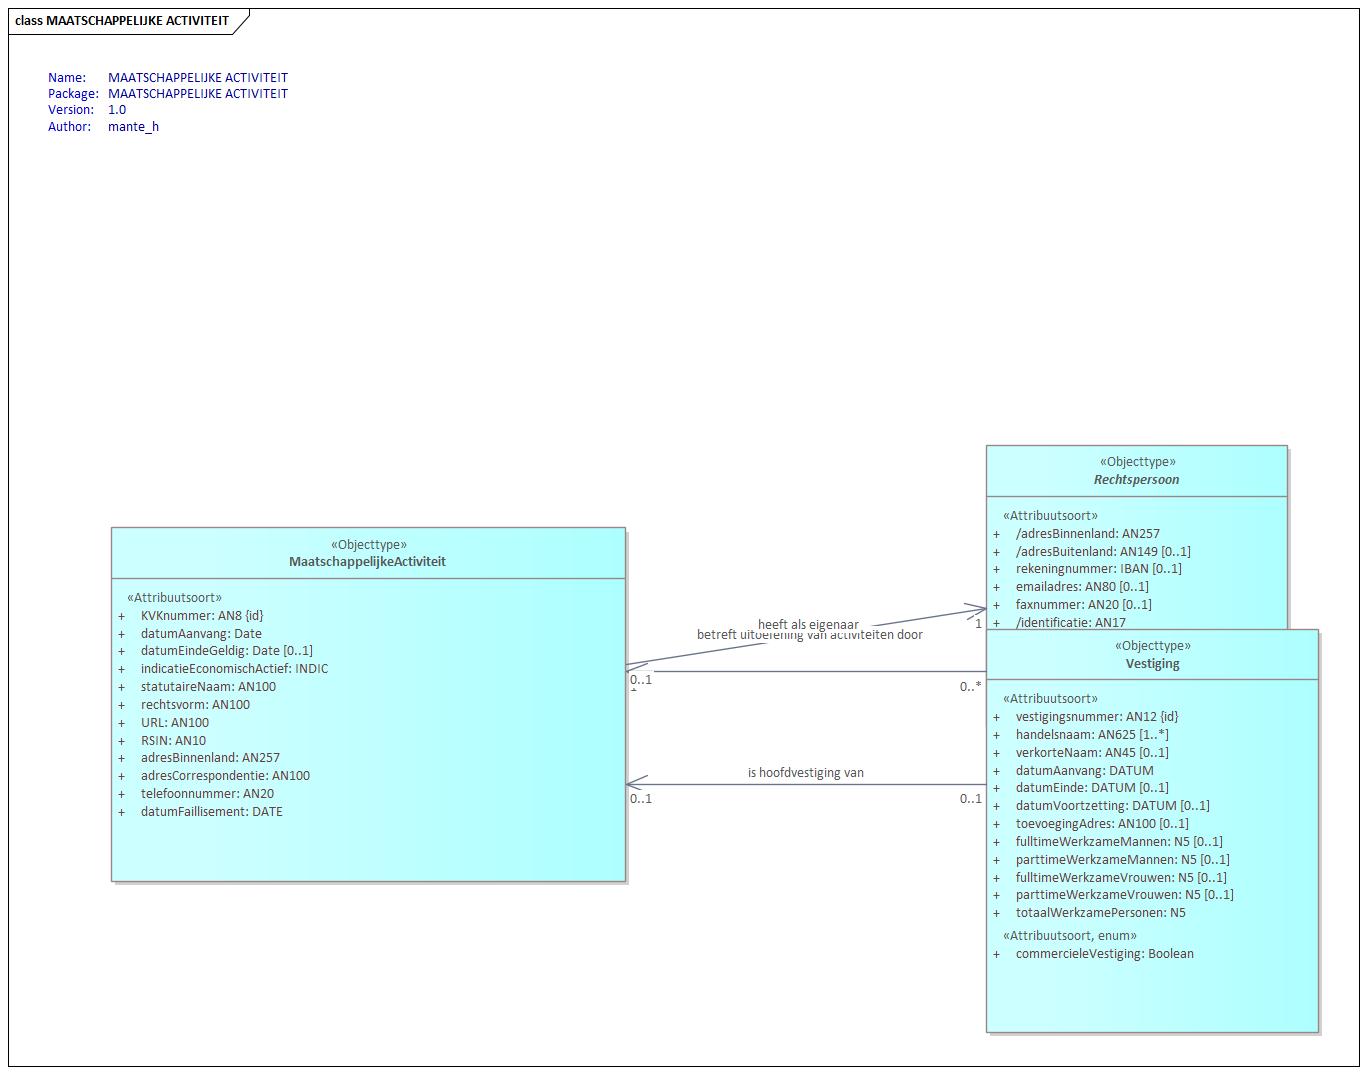 class MAATSCHAPPELIJKE ACTIVITEIT
Name: MAATSCHAPPELIJKE ACTIVITEIT
Package: MAATSCHAPPELIJKE ACTIVITEIT
Version: 1.0
Author: mante_h
«Objecttype»
Rechtspersoon
«Attribuutsoort»
+ /adresBinnenland: AN257
+ /adresBuitenland: AN149 [0..1]
+ rekeningnummer: IBAN [0..1]
+ emailadres: AN80 [0..1]
+ faxnummer: AN20 [0..1]
+ /identificatie: AN17
«Objecttype»
MaatschappelijkeActiviteit
«Attribuutsoort»
+ KVKnummer: AN8 {id}
+ datumAanvang: Date
+ datumEindeGeldig: Date [0..1]
+ indicatieEconomischActief: INDIC
+ statutaireNaam: AN100
+ rechtsvorm: AN100
+ URL: AN100
+ RSIN: AN10
+ adresBinnenland: AN257
+ adresCorrespondentie: AN100
+ telefoonnummer: AN20
+ datumFaillisement: DATE
heeft als eigenaar
1
betreft uitoefening van activiteiten door
0..1
1
0..*
is hoofdvestiging van
0..1
0..1
«Objecttype»
Vestiging
«Attribuutsoort»
+ vestigingsnummer: AN12 {id}
+ handelsnaam: AN625 [1..*]
+ verkorteNaam: AN45 [0..1]
+ datumAanvang: DATUM
+ datumEinde: DATUM [0..1]
+ datumVoortzetting: DATUM [0..1]
+ toevoegingAdres: AN100 [0..1]
+ fulltimeWerkzameMannen: N5 [0..1]
+ parttimeWerkzameMannen: N5 [0..1]
+ fulltimeWerkzameVrouwen: N5 [0..1]
+ parttimeWerkzameVrouwen: N5 [0..1]
+ totaalWerkzamePersonen: N5
«Attribuutsoort, enum»
+ commercieleVestiging: Boolean